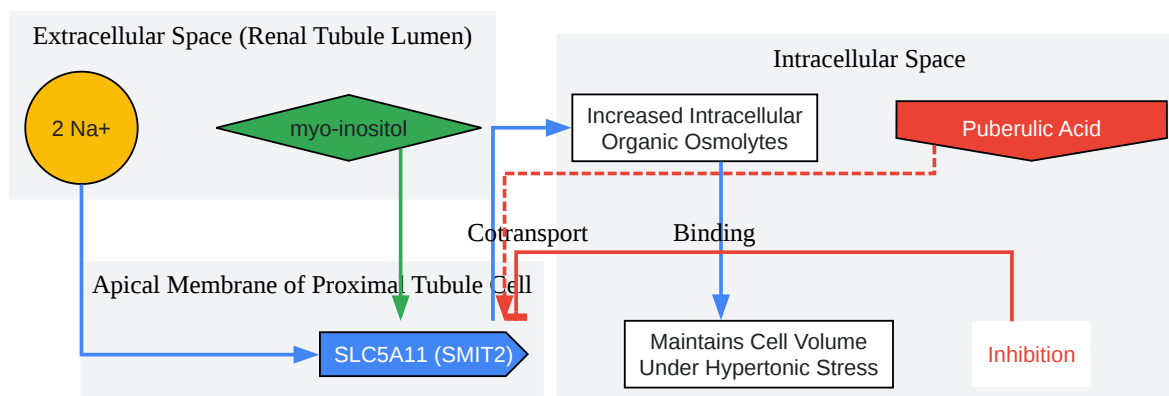 Extracellular Space (Renal Tubule Lumen)
Intracellular Space
2 Na+
myo-inositol
Increased Intracellular
Organic Osmolytes
Puberulic Acid
Cotransport
Binding
Apical Membrane of Proximal Tubule Cell
SLC5A11 (SMIT2)
Maintains Cell Volume
Under Hypertonic Stress
Inhibition